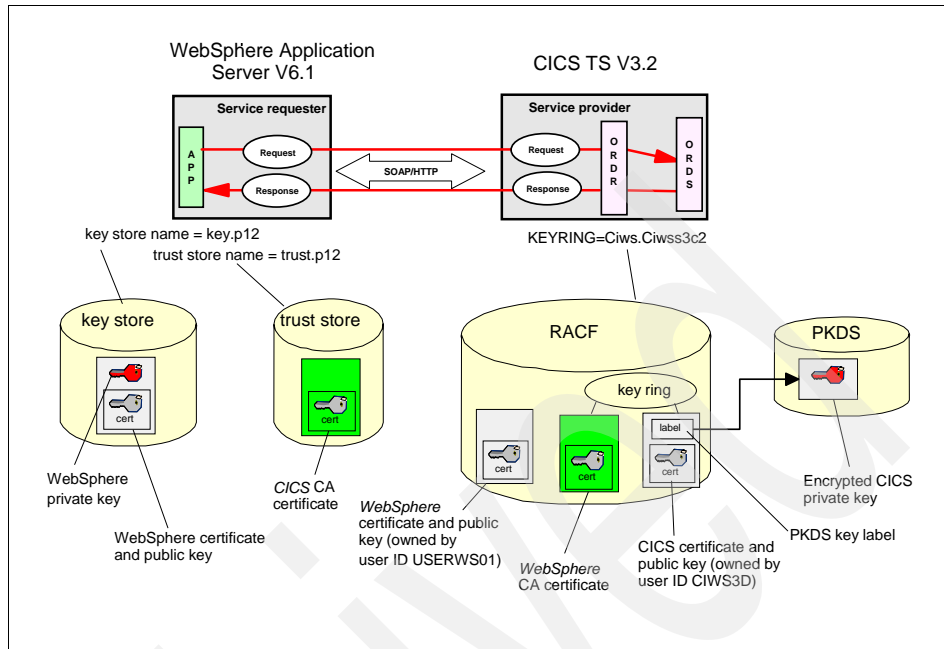 WebSphere Application
Server V6.1
CICS TS V3.2
Service requester
Service provider
APP
Request
Response
SOAP/HTTP
Request
Response
ORDR
ORDS
key store name = key.p12
trust store name = trust.p12
KEYRING=Ciws.Ciwss3c2
key store
trust store
RACF
PKDS
key ring
label
cert
cert
cert
cert
cert
WebSphere
private key
WebSphere certificate
and public key
CICS CA
certificate
WebSphere
certificate and public
key (owned by
user ID USERWS01)
WebSphere
CA certificate
CICS certificate and
public key (owned by
user ID CIWS3D)
PKDS key label
Encrypted CICS
private key